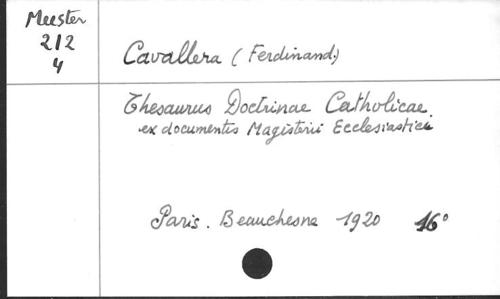 Meester
212
4
Cavallera (Ferdinand.)
Thesaurus Doctrinae Catholicae.
ex documentis Magisterii Ecclesiastici
Paris. Beauchesne 1920 16°